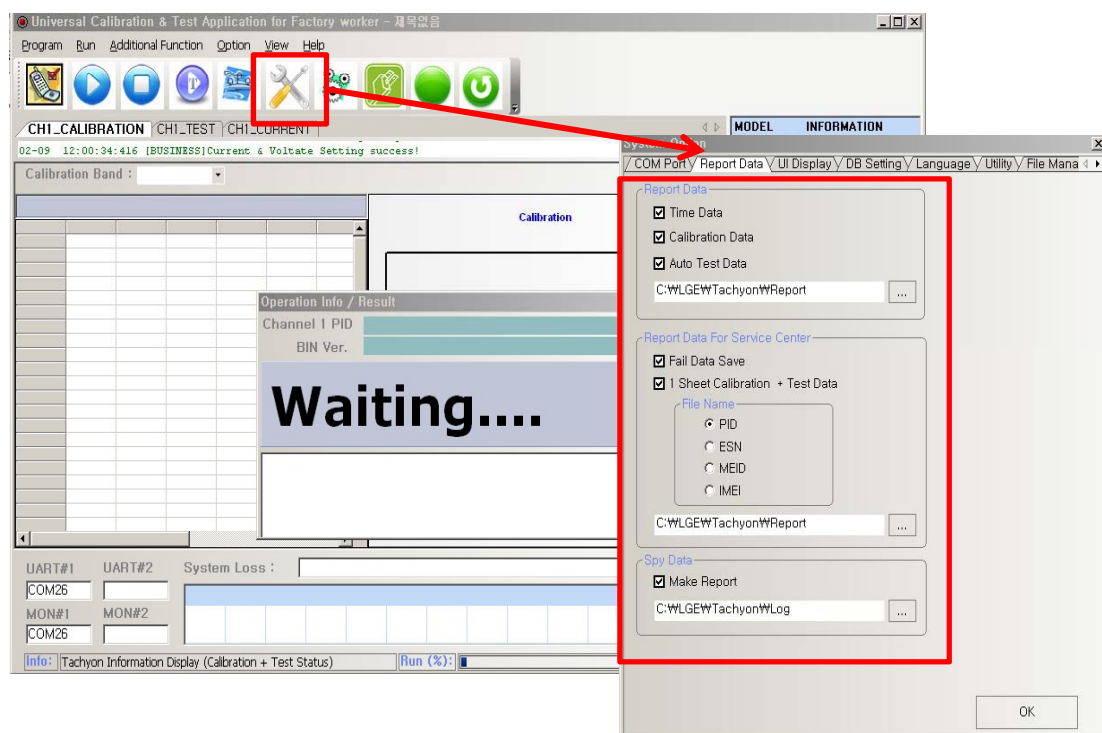 Universal Calibration & Test Application for Factory worker - 제목없음
Program Run Additional Function Option View Help
CH1_CALIBRATION CH1_TEST CH1_CURRENT
MODEL INFORMATION
02-09 12:00:34:416 [BUSINESS]Current & Voltate Setting success!
Calibration Band :
Calibration
Operation Info / Result
Channel 1 PID
BIN Ver.
Waiting....
UART#1 UART#2 System Loss :
COM26
MON#1 MON#2
COM26
Info: Tachyon Information Display (Calibration + Test Status) Run (%):
System Option
COM Port Report Data UI Display DB Setting Language Utility File Mana
Report Data
Time Data
Calibration Data
Auto Test Data
C:₩LGE₩Tachyon₩Report ...
Report Data For Service Center
Fail Data Save
1 Sheet Calibration + Test Data
File Name
PID
ESN
MEID
IMEI
C:₩LGE₩Tachyon₩Report ...
Spy Data
Make Report
C:₩LGE₩Tachyon₩Log ...
OK